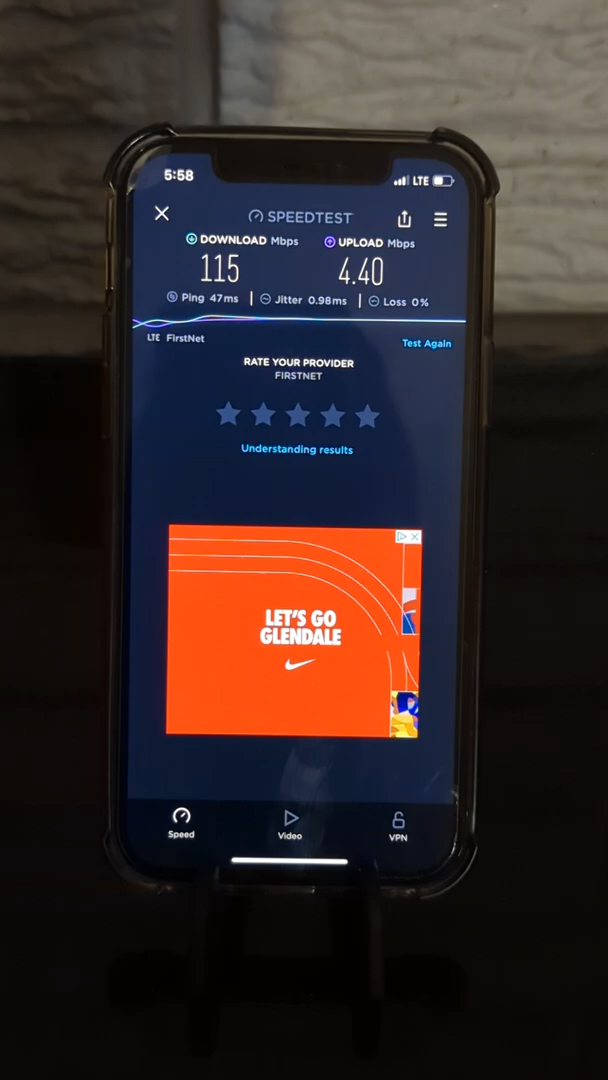 5:58
LTE
SPEEDTEST
DOWNLOAD Mbps
UPLOAD Mbps
115
4.40
Ping 47ms
Jitter 0.98ms
Loss 0%
LTE FirstNet
Test Again
RATE YOUR PROVIDER
FIRSTNET
Understanding results
LET'S GO
GLENDALE
Speed
Video
VPN